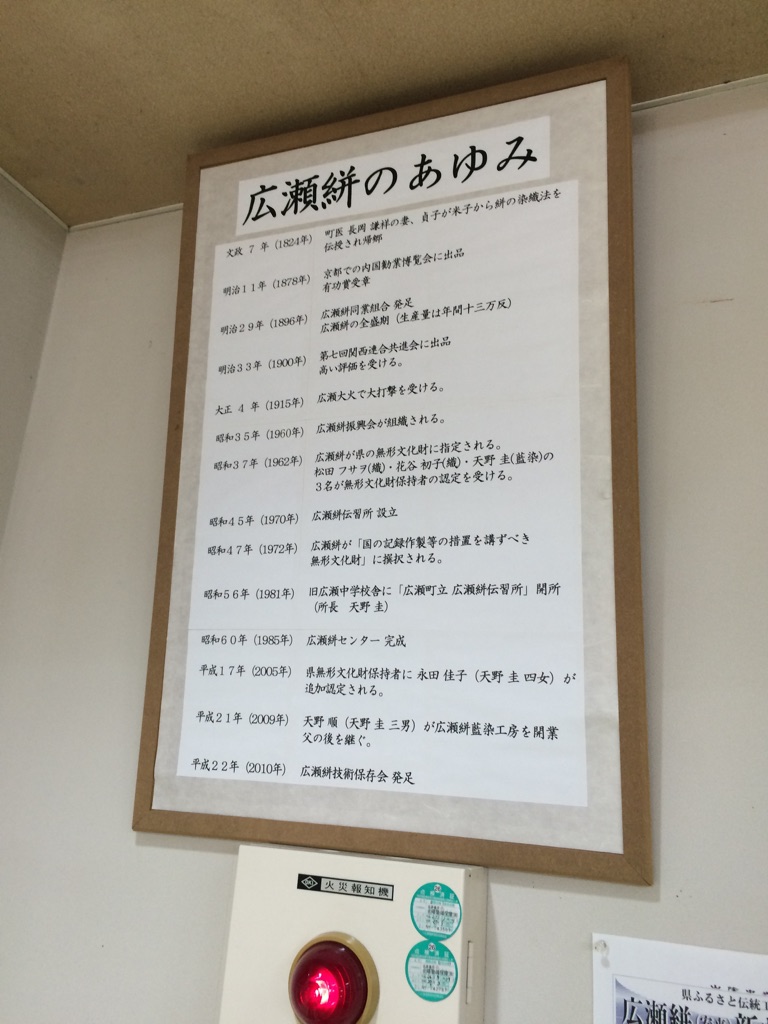 広瀬絣のあゆみ
文政 7 年 (1824年) 町医 長岡 謙祥の妻、貞子が米子から絣の染織法を
伝授され帰郷
明治11年 (1878年) 京都での内国勧業博覧会に出品
有功賞受章
明治29年 (1896年) 広瀬絣同業組合 発足
広瀬絣の全盛期（生産量は年間十三万反）
明治33年 (1900年) 第七回関西連合共進会に出品
高い評価を受ける。
大正 4 年 (1915年) 広瀬大火で大打撃を受ける。
昭和35年 (1960年) 広瀬絣振興会が組織される。
昭和37年 (1962年) 広瀬絣が県の無形文化財に指定される。
松田 フサヲ(織)・花谷 初子(織)・天野 圭(藍染)の
3名が無形文化財保持者の認定を受ける。
昭和45年 (1970年) 広瀬絣伝習所 設立
昭和47年 (1972年) 広瀬絣が「国の記録作製等の措置を講ずべき
無形文化財」に撰択される。
昭和56年 (1981年) 旧広瀬中学校舎に「広瀬町立 広瀬絣伝習所」開所
（所長 天野 圭）
昭和60年 (1985年) 広瀬絣センター 完成
平成17年 (2005年) 県無形文化財保持者に 永田 佳子（天野 圭 四女）が
追加認定される。
平成21年 (2009年) 天野 順（天野 圭 三男）が広瀬絣藍染工房を開業
父の後を継ぐ。
平成22年 (2010年) 広瀬絣技術保存会 発足
火災報知機
県ふるさと伝統工
広瀬絣